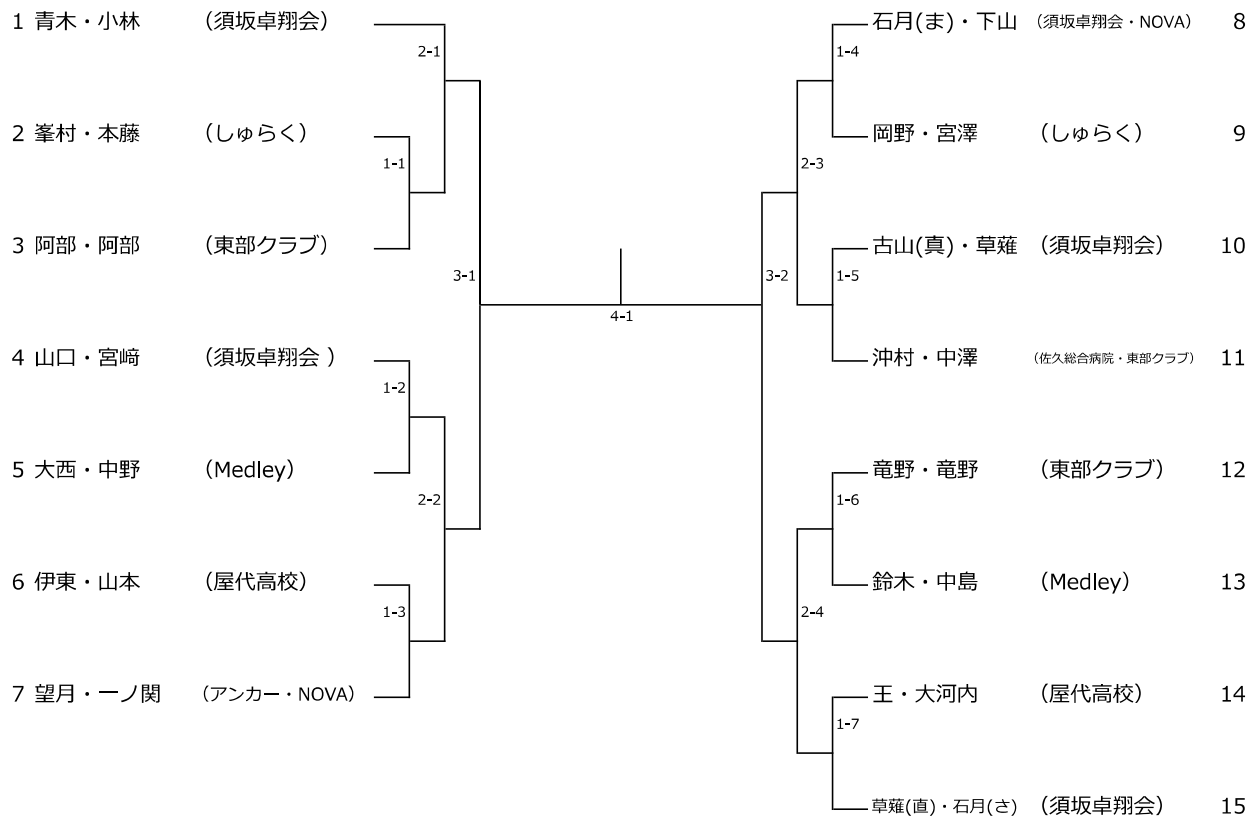 1 青木・小林 (須坂卓翔会)
2 峯村・本藤 (しゅらく)
3 阿部・阿部 (東部クラブ)
4 山口・宮﨑 (須坂卓翔会 )
5 大西・中野 (Medley)
6 伊東・山本 (屋代高校)
7 望月・一ノ関 (アンカー・NOVA)
2-1
1-1
3-1
1-2
2-2
1-3
4-1
石月(ま)・下山 (須坂卓翔会・NOVA) 8
岡野・宮澤 (しゅらく) 9
古山(真)・草薙 (須坂卓翔会) 10
沖村・中澤 (佐久総合病院・東部クラブ) 11
竜野・竜野 (東部クラブ) 12
鈴木・中島 (Medley) 13
王・大河内 (屋代高校) 14
草薙(直)・石月(さ) (須坂卓翔会) 15
1-4
2-3
3-2
1-5
1-6
2-4
1-7